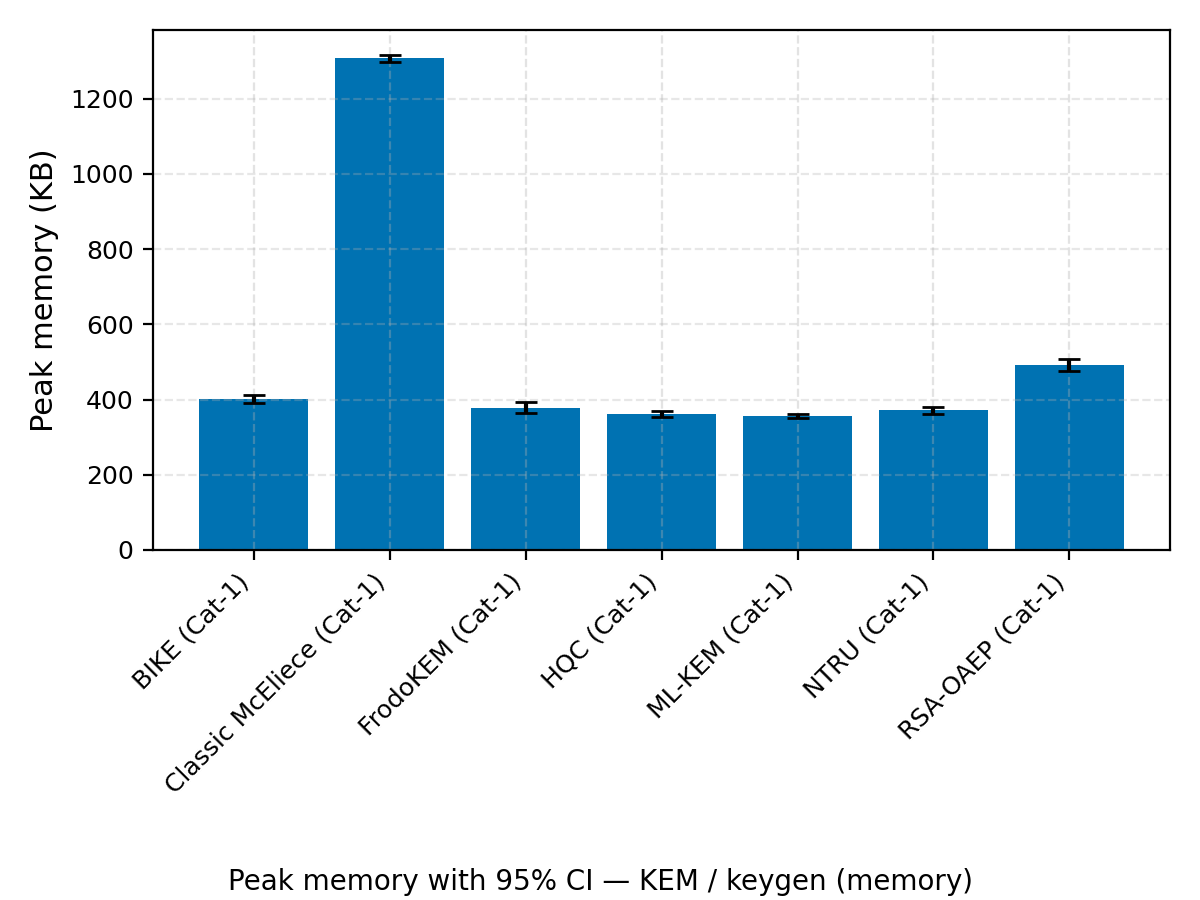 Peak memory (KB)
1200
1000
800
600
400
200
0
BIKE (Cat-1)
Classic McEliece (Cat-1)
FrodoKEM (Cat-1)
HQC (Cat-1)
ML-KEM (Cat-1)
NTRU (Cat-1)
RSA-OAEP (Cat-1)
Peak memory with 95% CI — KEM / keygen (memory)